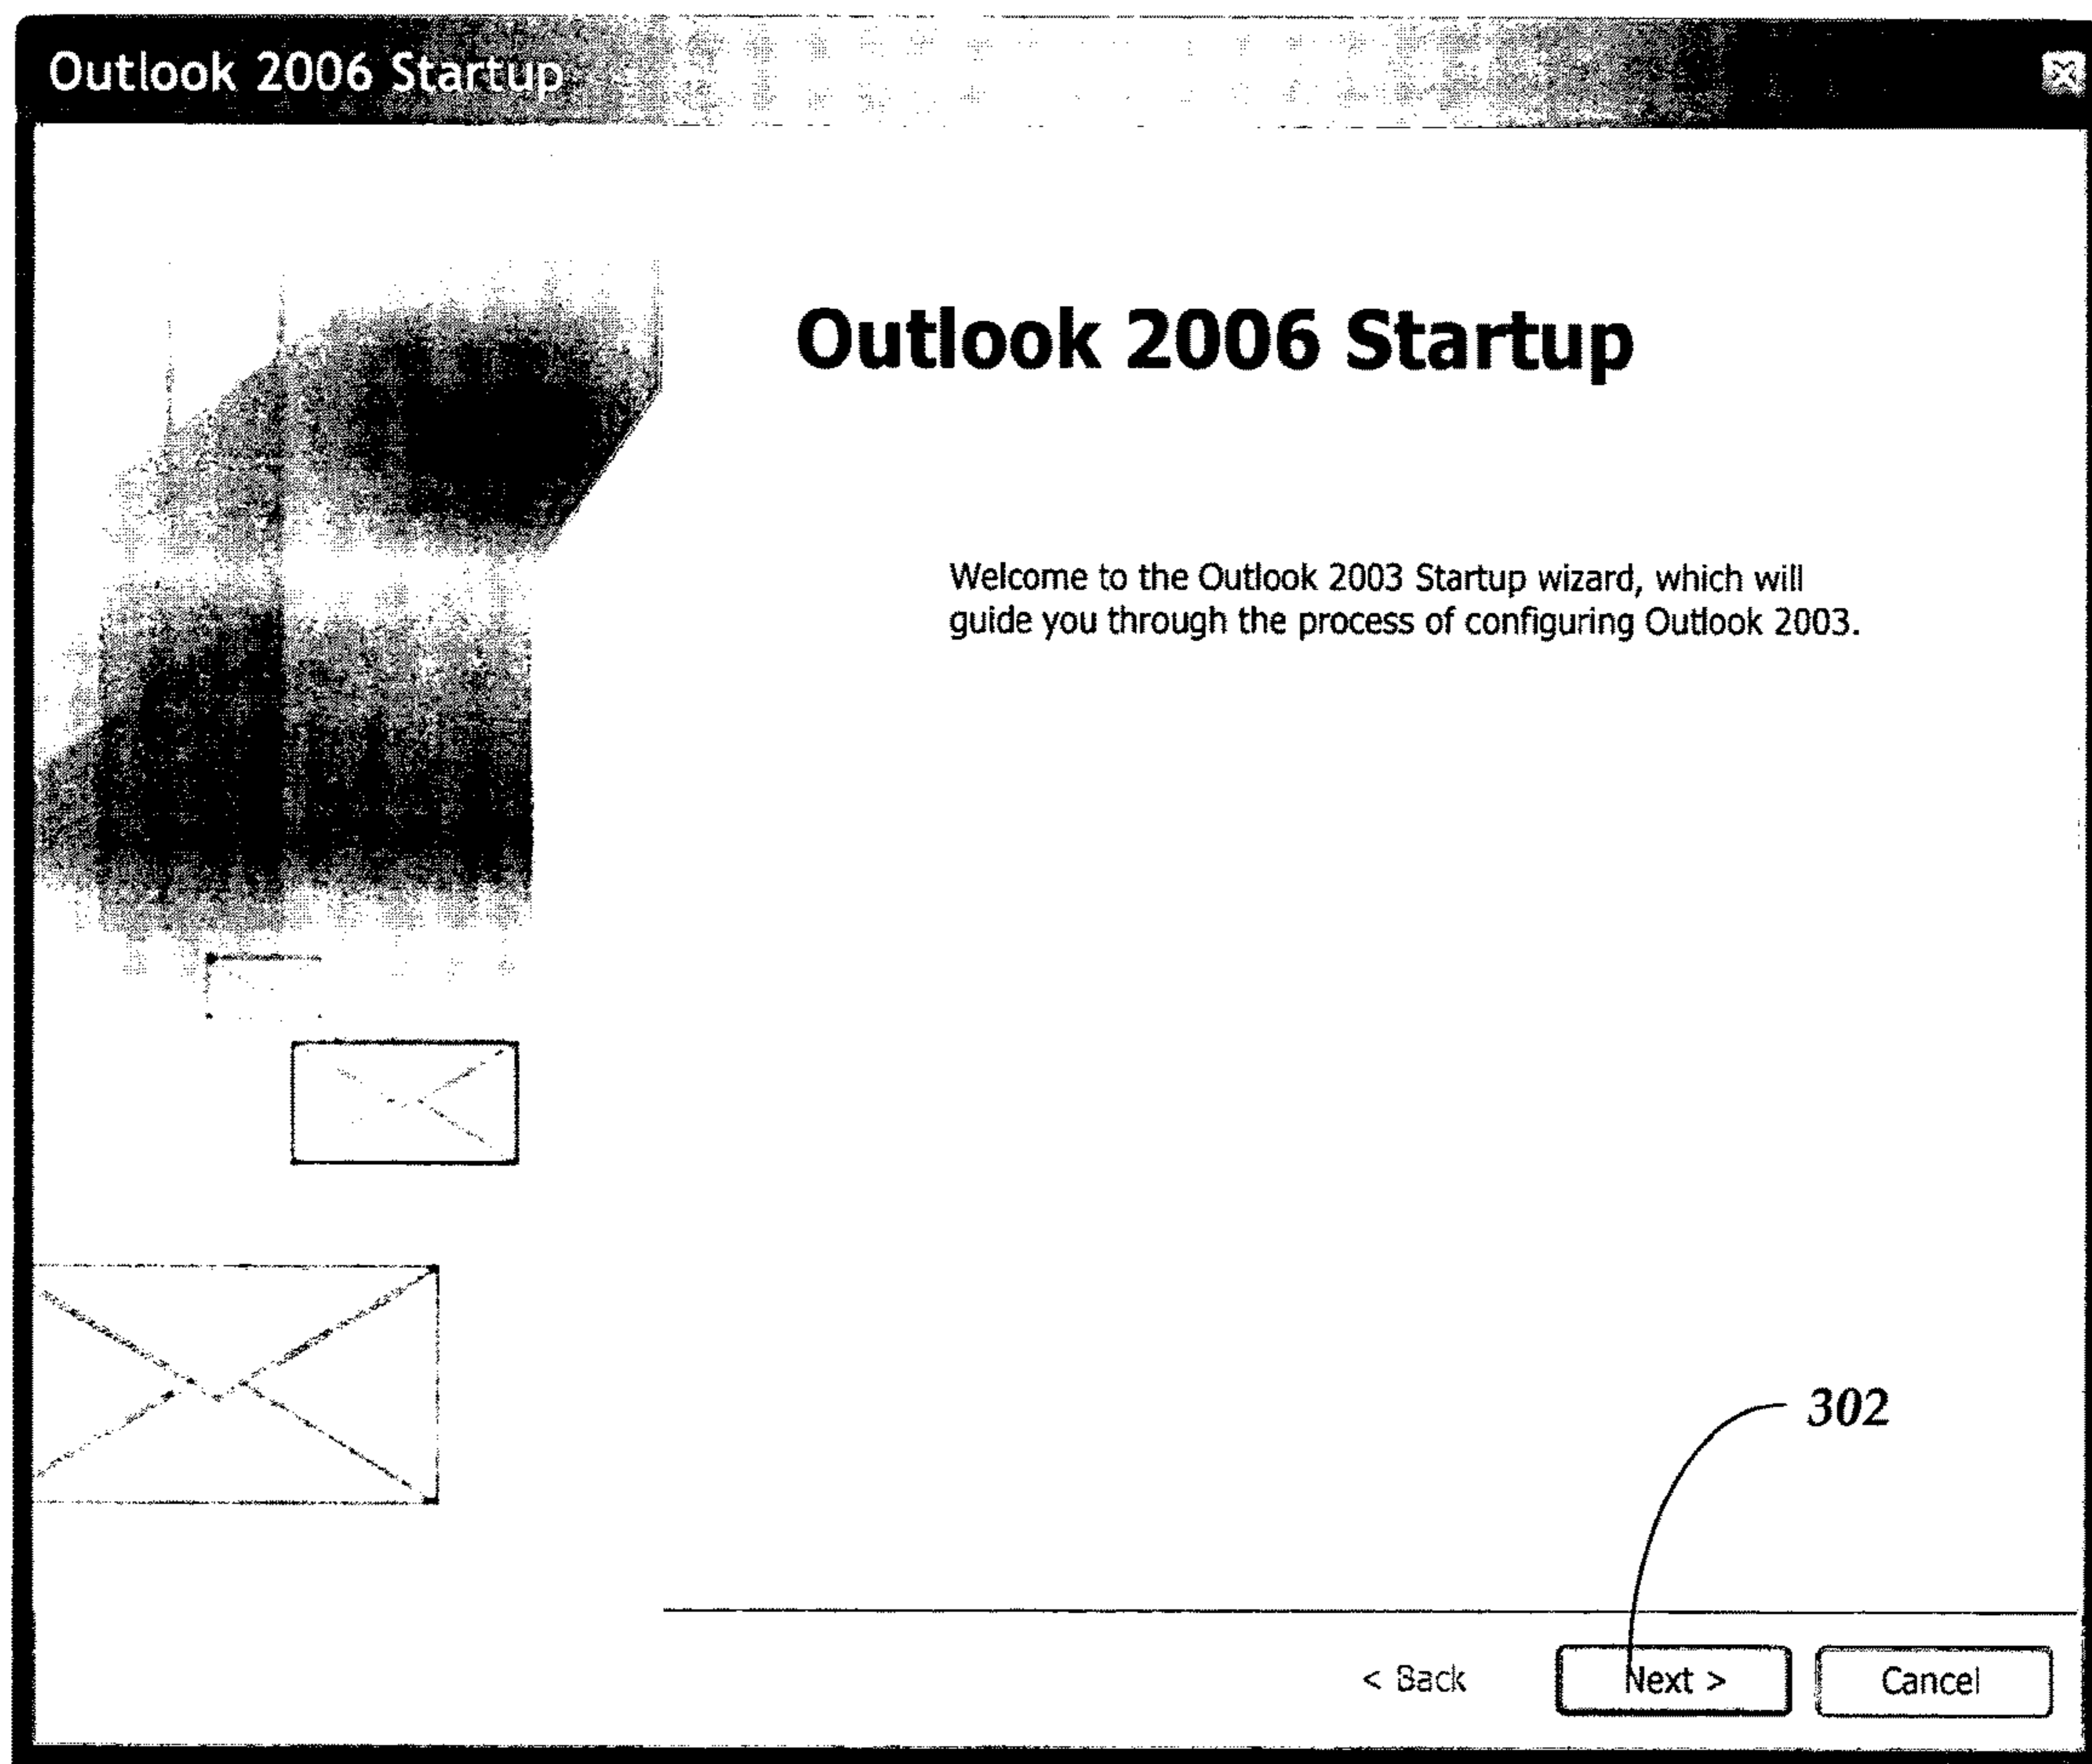 Outlook 2006 Startup
Outlook 2006 Startup
Welcome to the Outlook 2003 Startup wizard, which will
guide you through the process of configuring Outlook 2003.
302
< Back
Next >
Cancel